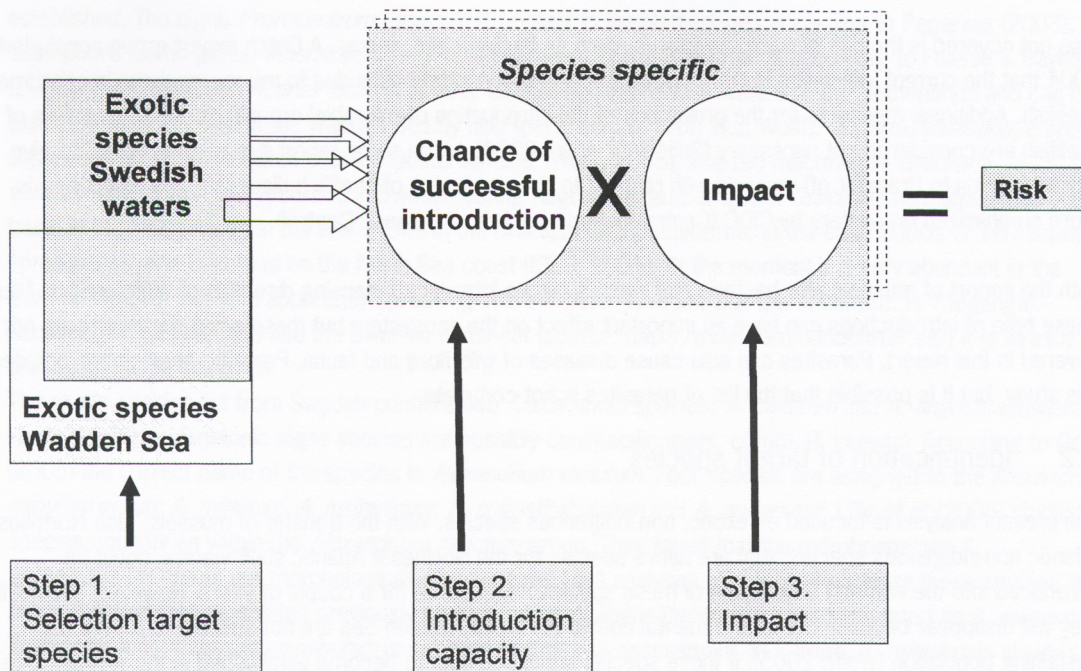 Species specific
Exotic
species
Swedish
waters
Chance of
successful
introduction
X
Impact
=
Risk
Exotic species
Wadden Sea
Step 1.
Selection target
species
Step 2.
Introduction
capacity
Step 3.
Impact